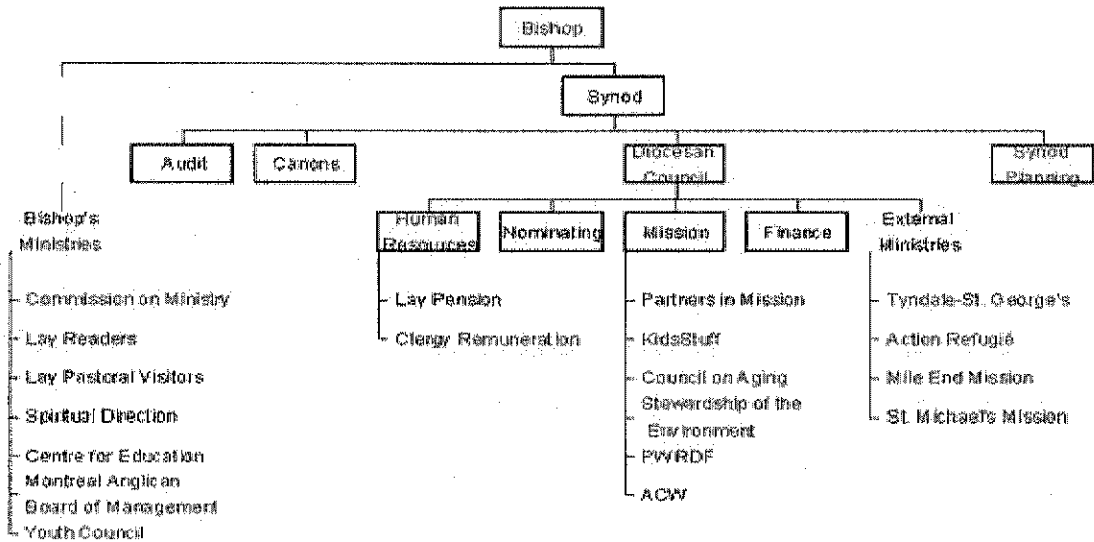 Bishop
Synod
Audit
Canons
Diocesan
Council
Synod
Planning
Bishop's
Ministries
Human
Resources
Nominating
Mission
Finance
External
Ministries
Commission on Ministry
Lay Readers
Lay Pastoral Visitors
Spiritual Direction
Centre for Education
Montreal Anglican
Board of Management
Youth Council
Lay Pension
Clergy Remuneration
Partners in Mission
KidsStuff
Council on Aging
Stewardship of the
Environment
PWRDF
ACW
Tyndale-St. George's
Action Refugié
Mile End Mission
St. Michael's Mission